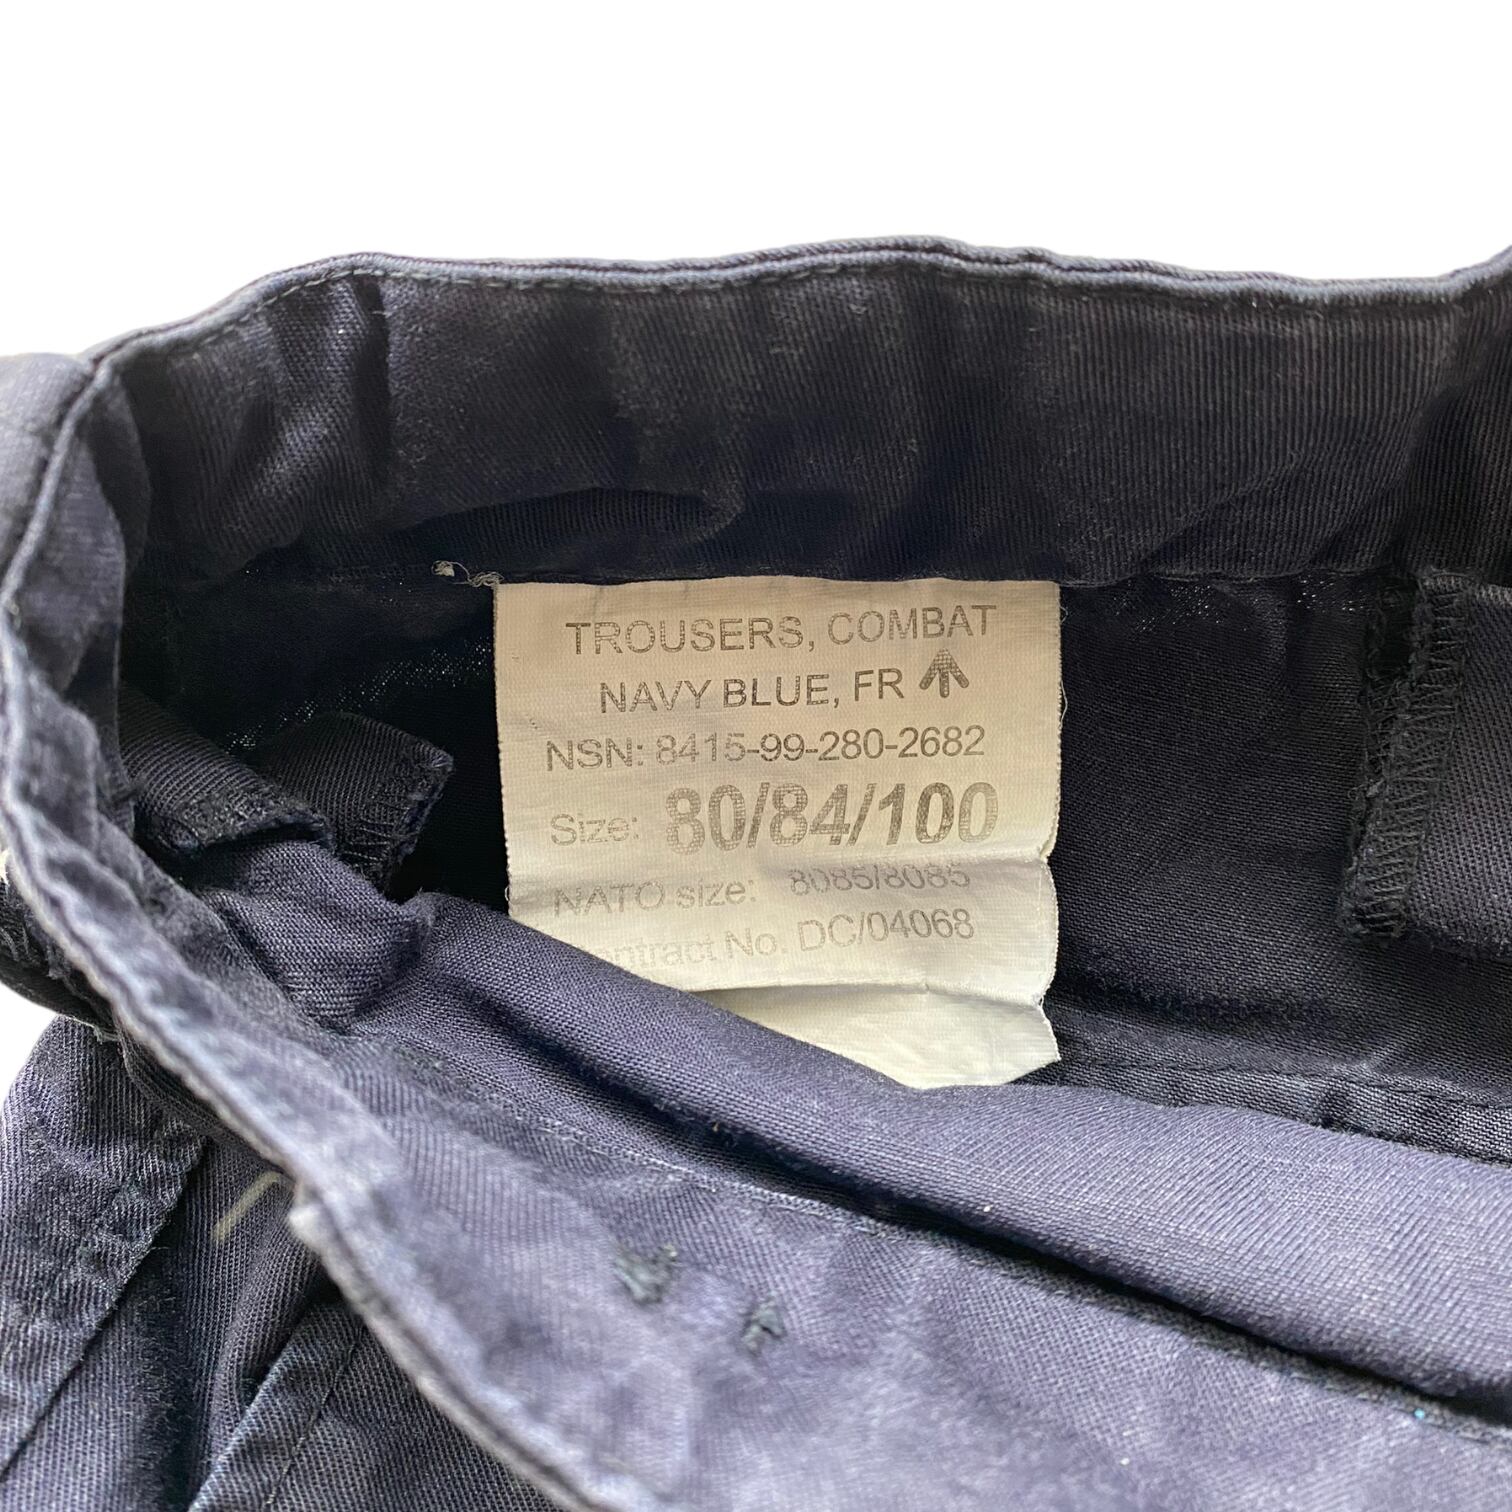 TROUSERS, COMBAT
NAVY BLUE, FR
NSN: 8415-99-280-2682
Size: 80/84/100
NATO size: 8085/8085
Contract No. DC/04068